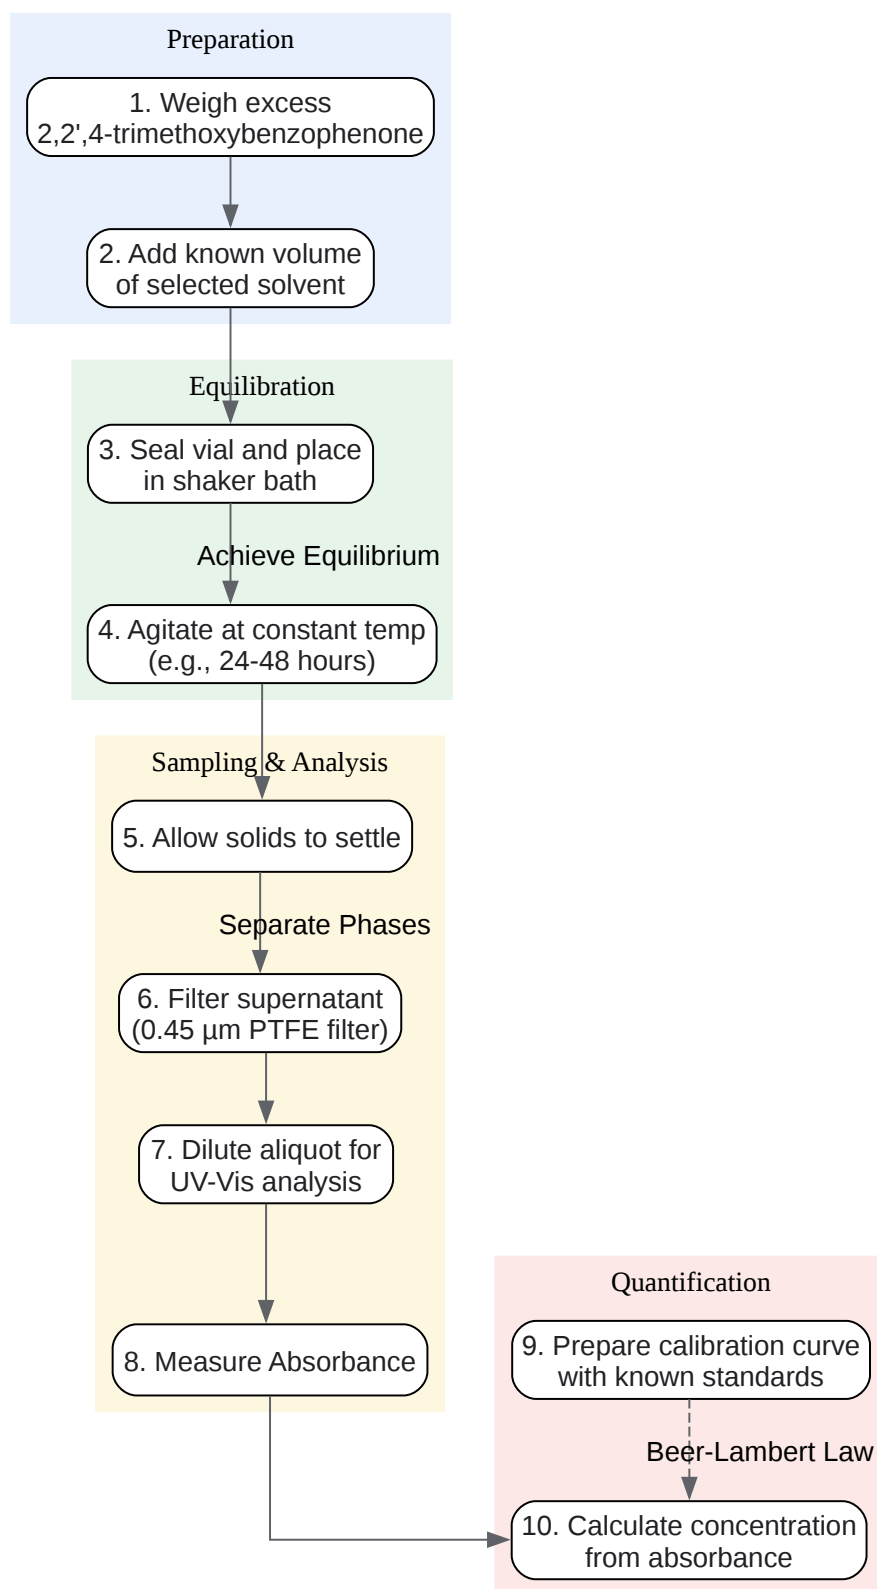 Preparation
1. Weigh excess
2,2',4-trimethoxybenzophenone
2. Add known volume
of selected solvent
Equilibration
3. Seal vial and place
in shaker bath
Achieve Equilibrium
4. Agitate at constant temp
(e.g., 24-48 hours)
Sampling & Analysis
5. Allow solids to settle
Separate Phases
6. Filter supernatant
(0.45 µm PTFE filter)
7. Dilute aliquot for
UV-Vis analysis
8. Measure Absorbance
Quantification
9. Prepare calibration curve
with known standards
Beer-Lambert Law
10. Calculate concentration
from absorbance